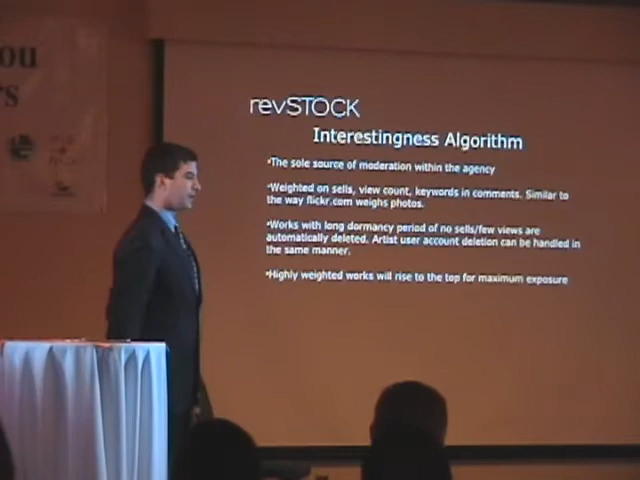 ou
rs
revSTOCK
Interestingness Algorithm
•The sole source of moderation within the agency
•Weighted on sells, view count, keywords in comments. Similar to
the way flickr.com weighs photos.
•Works with long dormancy period of no sells/few views are
automatically deleted. Artist user account deletion can be handled in
the same manner.
•Highly weighted works will rise to the top for maximum exposure